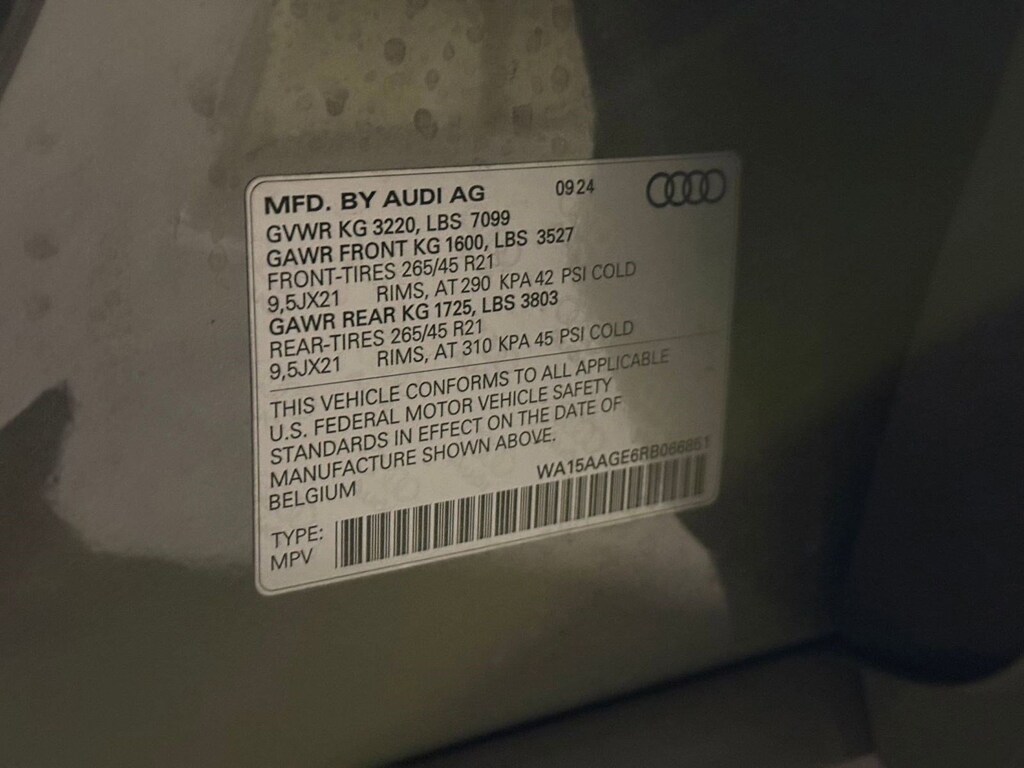 MFD. BY AUDI AG 0924
GVWR KG 3220, LBS 7099
GAWR FRONT KG 1600, LBS 3527
FRONT-TIRES 265/45 R21
9,5JX21 RIMS, AT 290 KPA 42 PSI COLD
GAWR REAR KG 1725, LBS 3803
REAR-TIRES 265/45 R21
9,5JX21 RIMS, AT 310 KPA 45 PSI COLD
THIS VEHICLE CONFORMS TO ALL APPLICABLE
U.S. FEDERAL MOTOR VEHICLE SAFETY
STANDARDS IN EFFECT ON THE DATE OF
MANUFACTURE SHOWN ABOVE.
BELGIUM WA15AAGE6RB066861
TYPE:
MPV